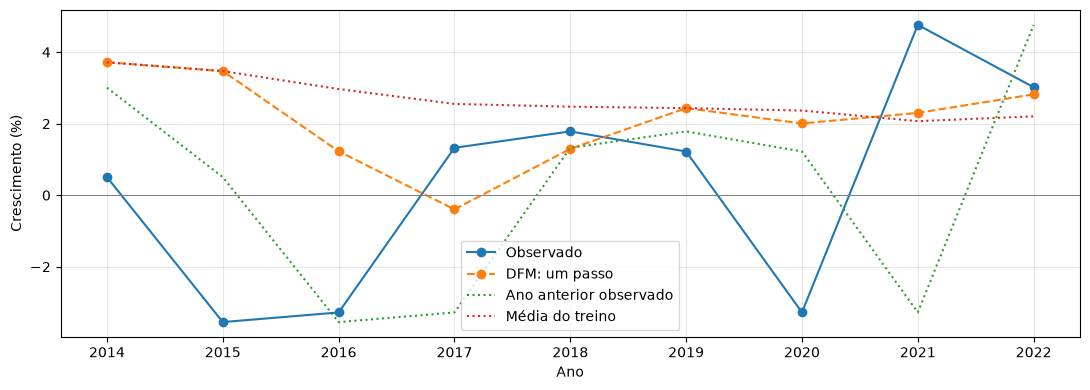 Crescimento (%)
4
2
0
−2
Observado
DFM: um passo
Ano anterior observado
Média do treino
2014 2015 2016 2017 2018 2019 2020 2021 2022
Ano